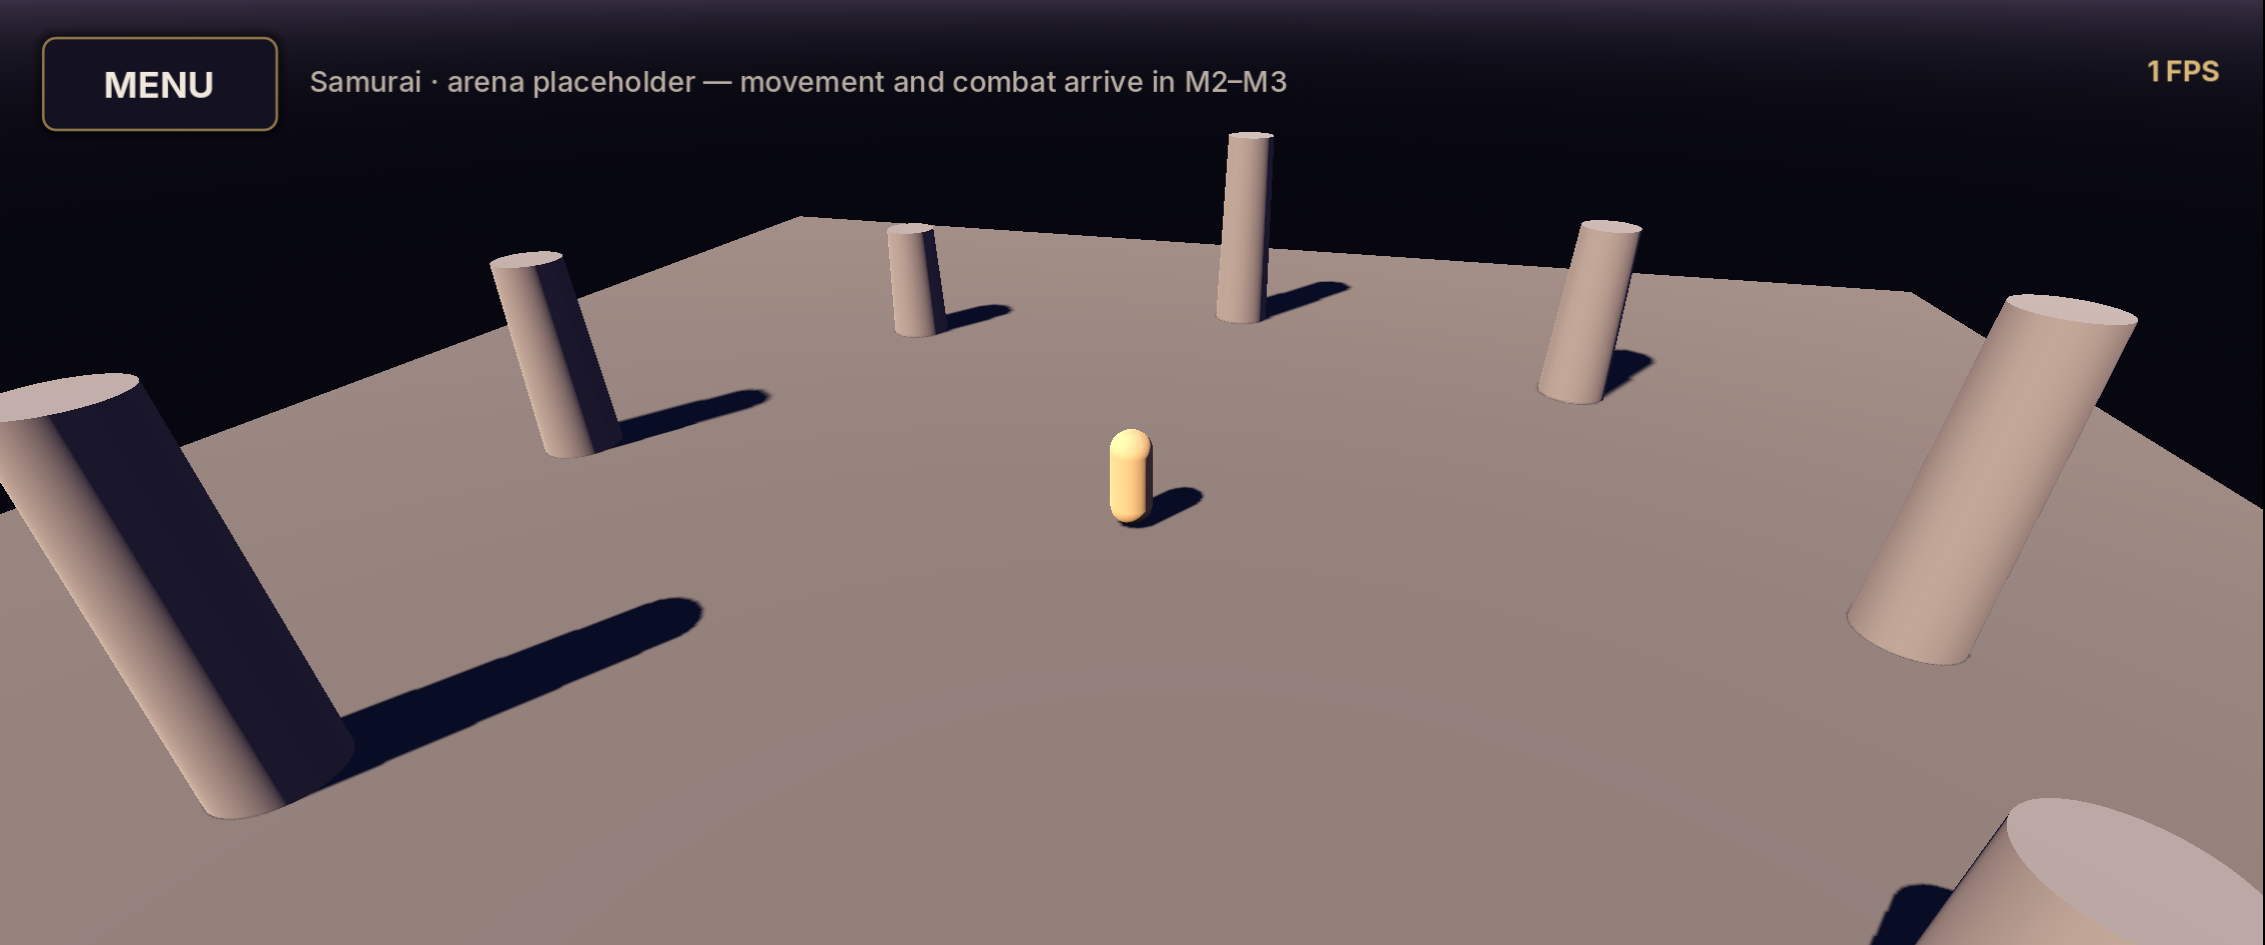 MENU
Samurai · arena placeholder — movement and combat arrive in M2–M3
1 FPS